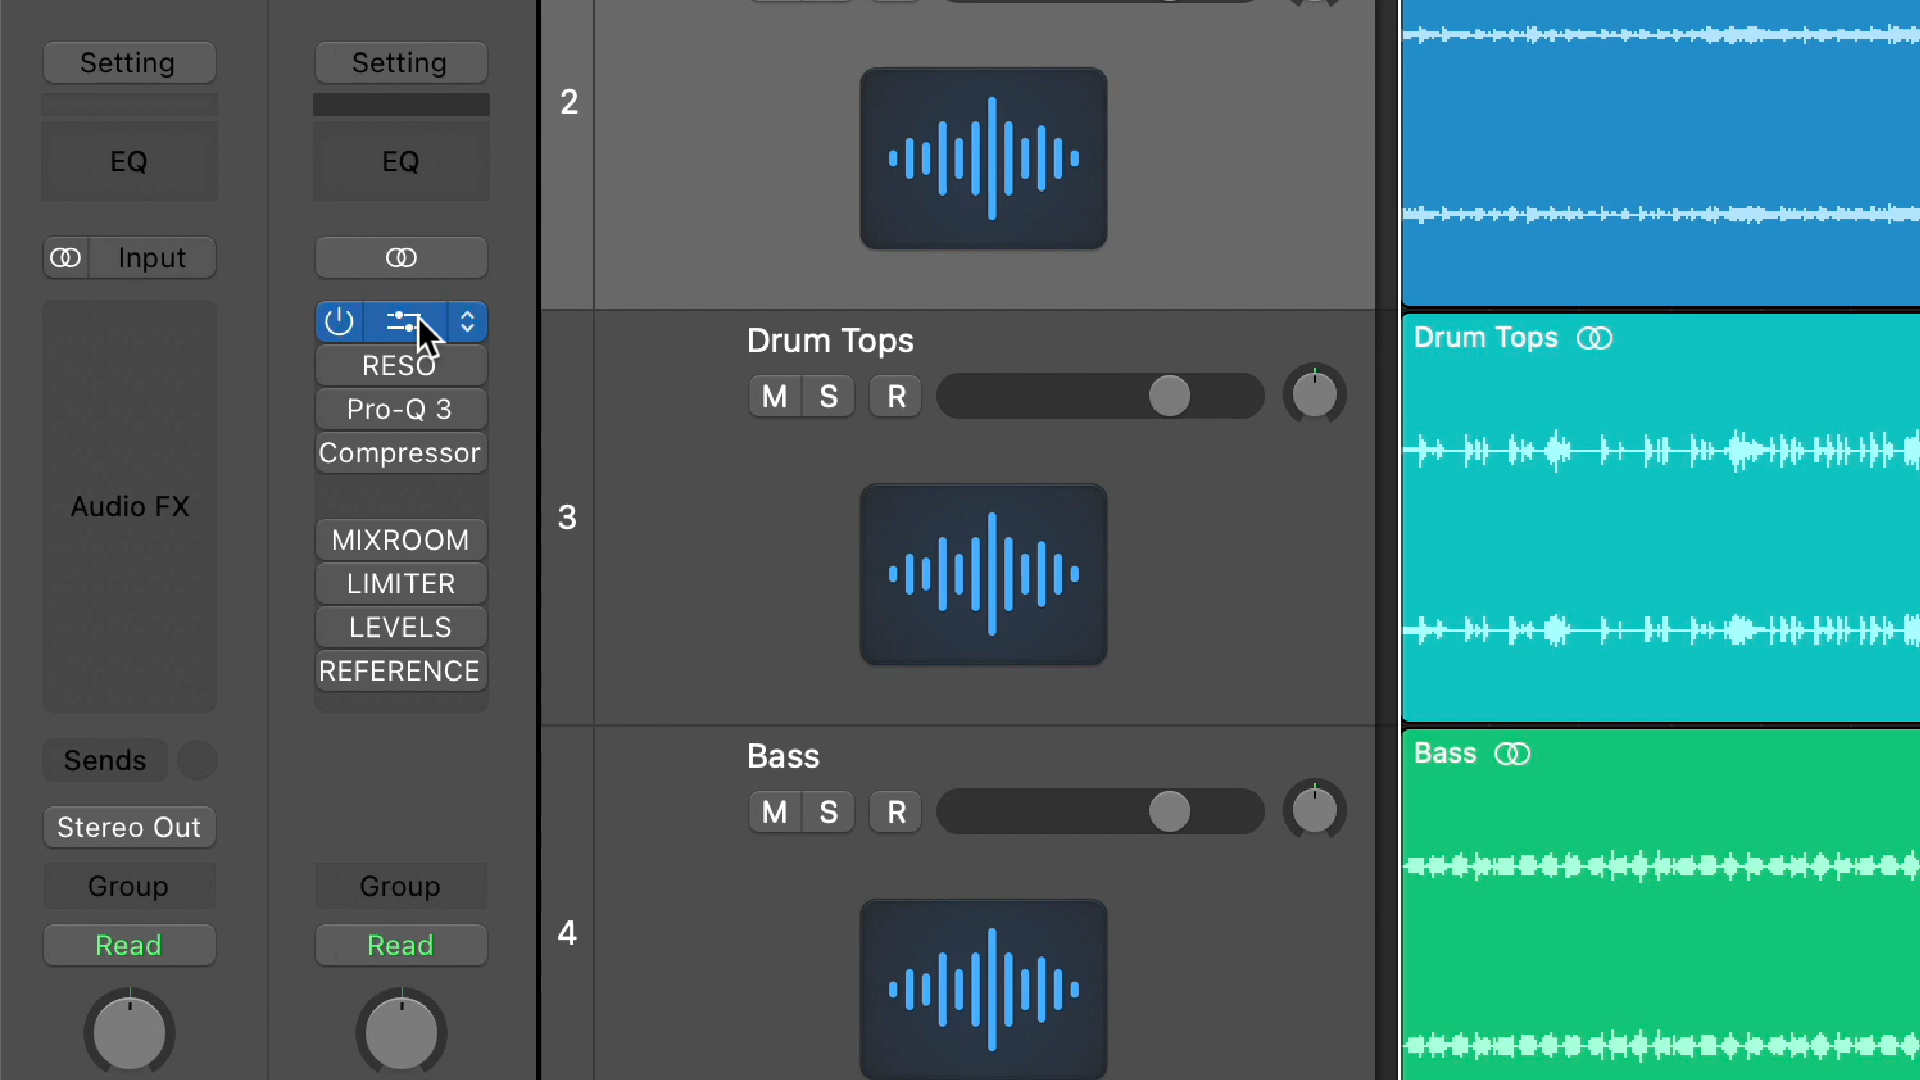 Setting
EQ
Input
Audio FX
Sends
Stereo Out
Group
Read
Setting
EQ
RESO
Pro-Q 3
Compressor
MIXROOM
LIMITER
LEVELS
REFERENCE
Group
Read
2
3
Drum Tops
M S R
4
Bass
M S R
Drum Tops
Bass